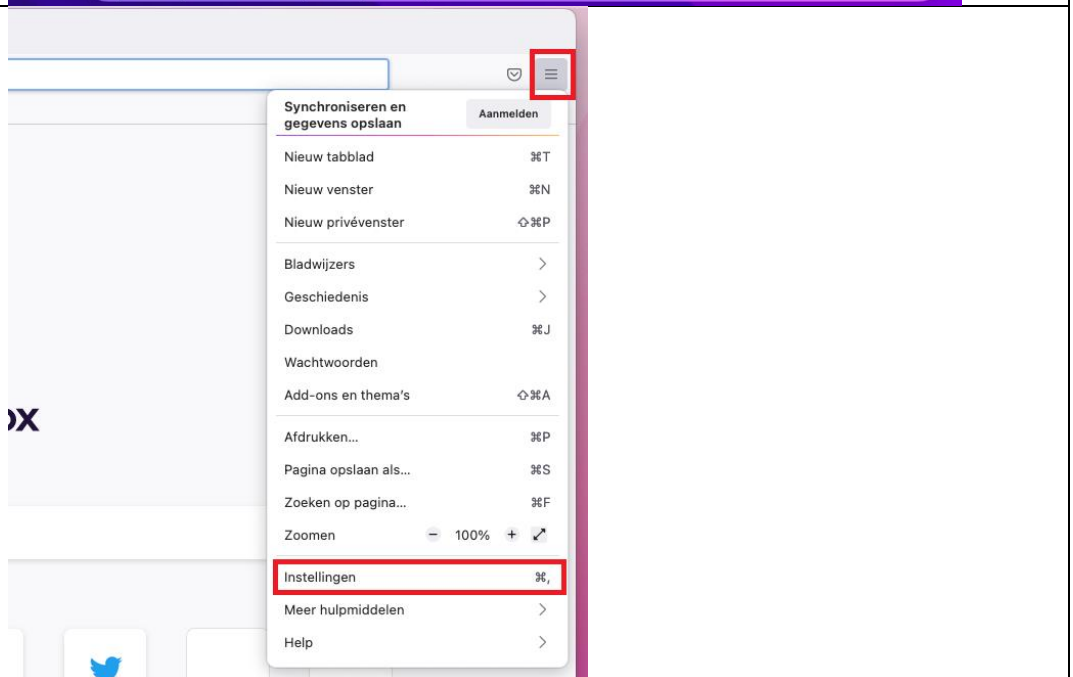 Synchroniseren en
gegevens opslaan
Aanmelden
Nieuw tabblad ⌘T
Nieuw venster ⌘N
Nieuw privévenster ⇧⌘P
Bladwijzers
Geschiedenis
Downloads ⌘J
Wachtwoorden
Add-ons en thema's ⇧⌘A
ox
Afdrukken... ⌘P
Pagina opslaan als... ⌘S
Zoeken op pagina... ⌘F
Zoomen − 100% +
Instellingen ⌘,
Meer hulpmiddelen
Help